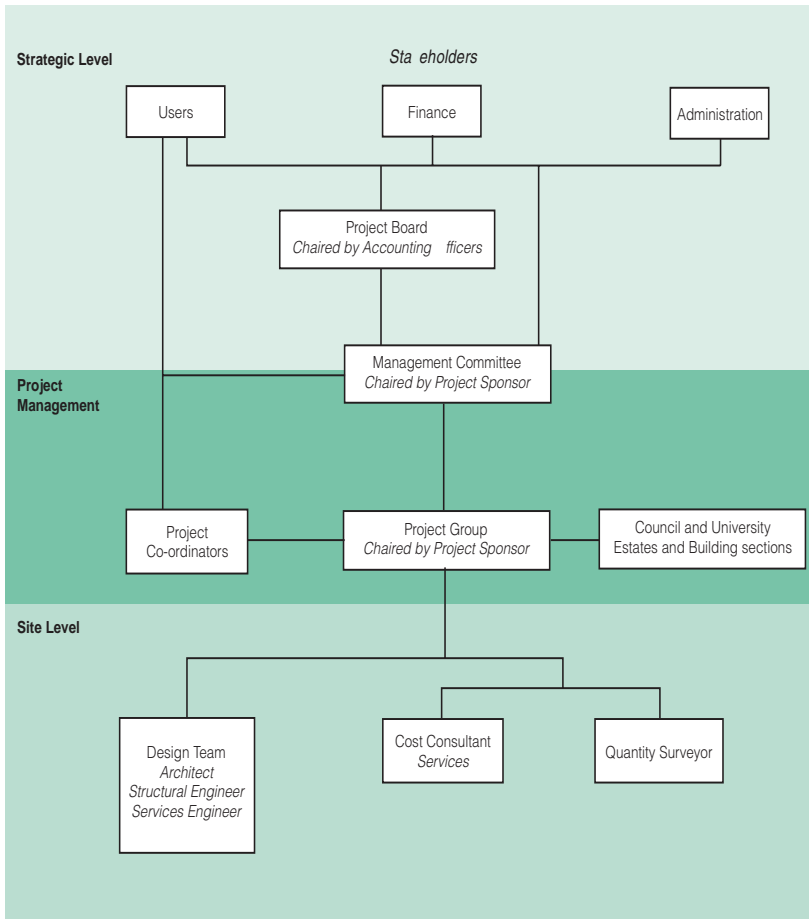 Strategic Level
Sta eholders
Users
Finance
Administration
Project Board
Chaired by Accounting fficers
Management Committee
Chaired by Project Sponsor
Project
Management
Project
Co-ordinators
Project Group
Chaired by Project Sponsor
Council and University
Estates and Building sections
Site Level
Design Team
Architect
Structural Engineer
Services Engineer
Cost Consultant
Services
Quantity Surveyor